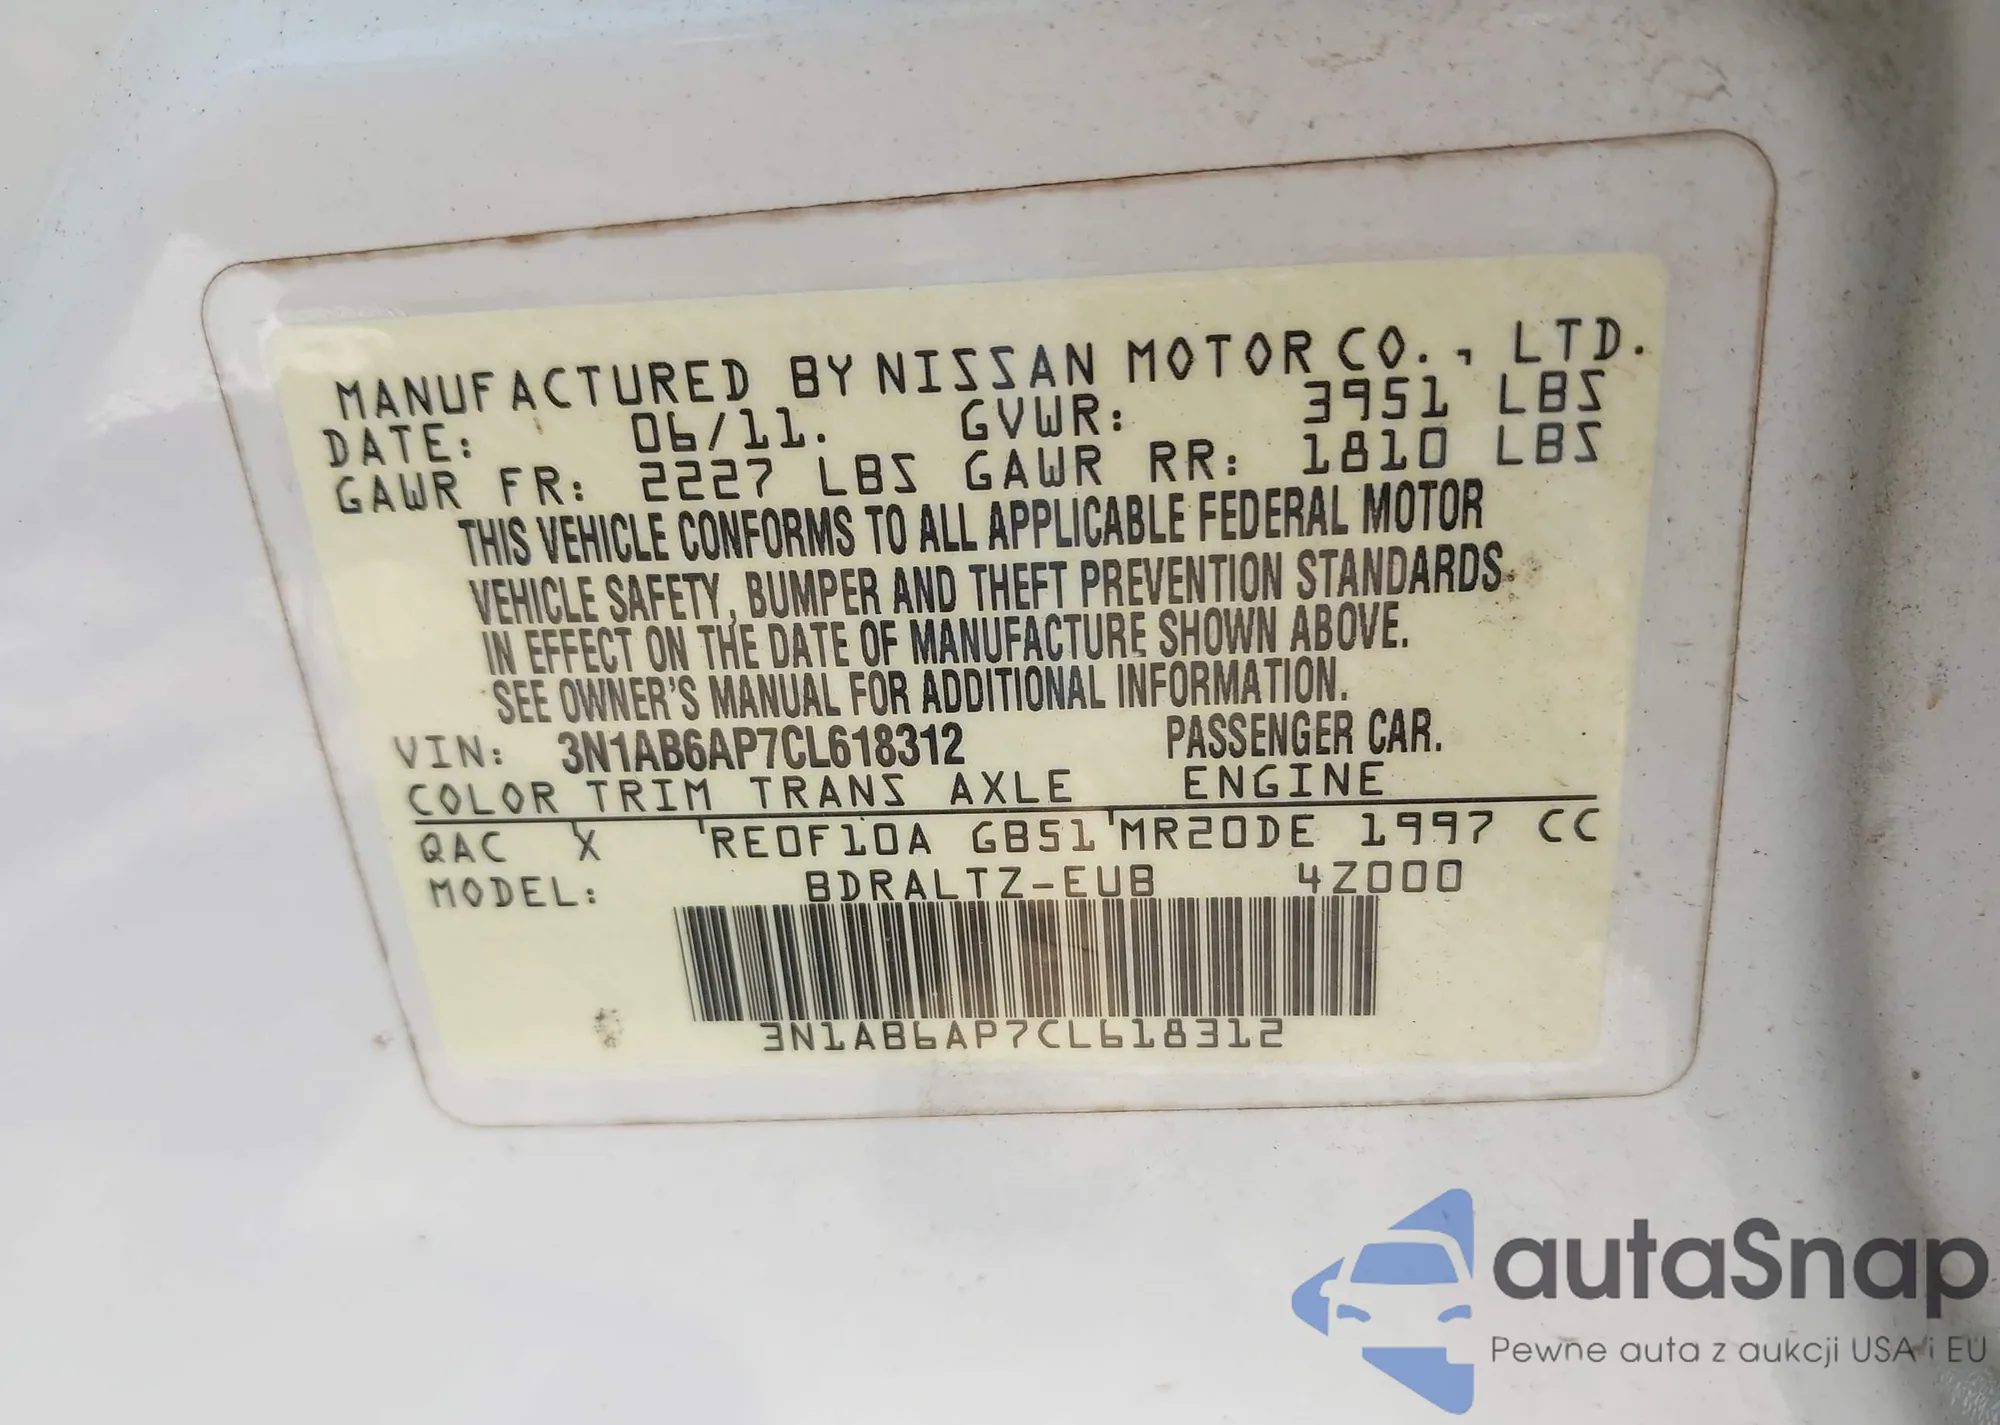 MANUFACTURED BY NISSAN MOTOR CO., LTD.
DATE: 06/11. GVWR: 3951 LBS
GAWR FR: 2227 LBS GAWR RR: 1810 LBS
THIS VEHICLE CONFORMS TO ALL APPLICABLE FEDERAL MOTOR
VEHICLE SAFETY, BUMPER AND THEFT PREVENTION STANDARDS
IN EFFECT ON THE DATE OF MANUFACTURE SHOWN ABOVE.
SEE OWNER'S MANUAL FOR ADDITIONAL INFORMATION.
VIN: 3N1AB6AP7CL618312 PASSENGER CAR.
COLOR TRIM TRANS AXLE ENGINE
QAC X RE0F10A GB51 MR20DE 1997 CC
MODEL: BDRALTZ-EUB 4Z000
3N1AB6AP7CL618312
autaSnap
Pewne auta z aukcji USA i EU